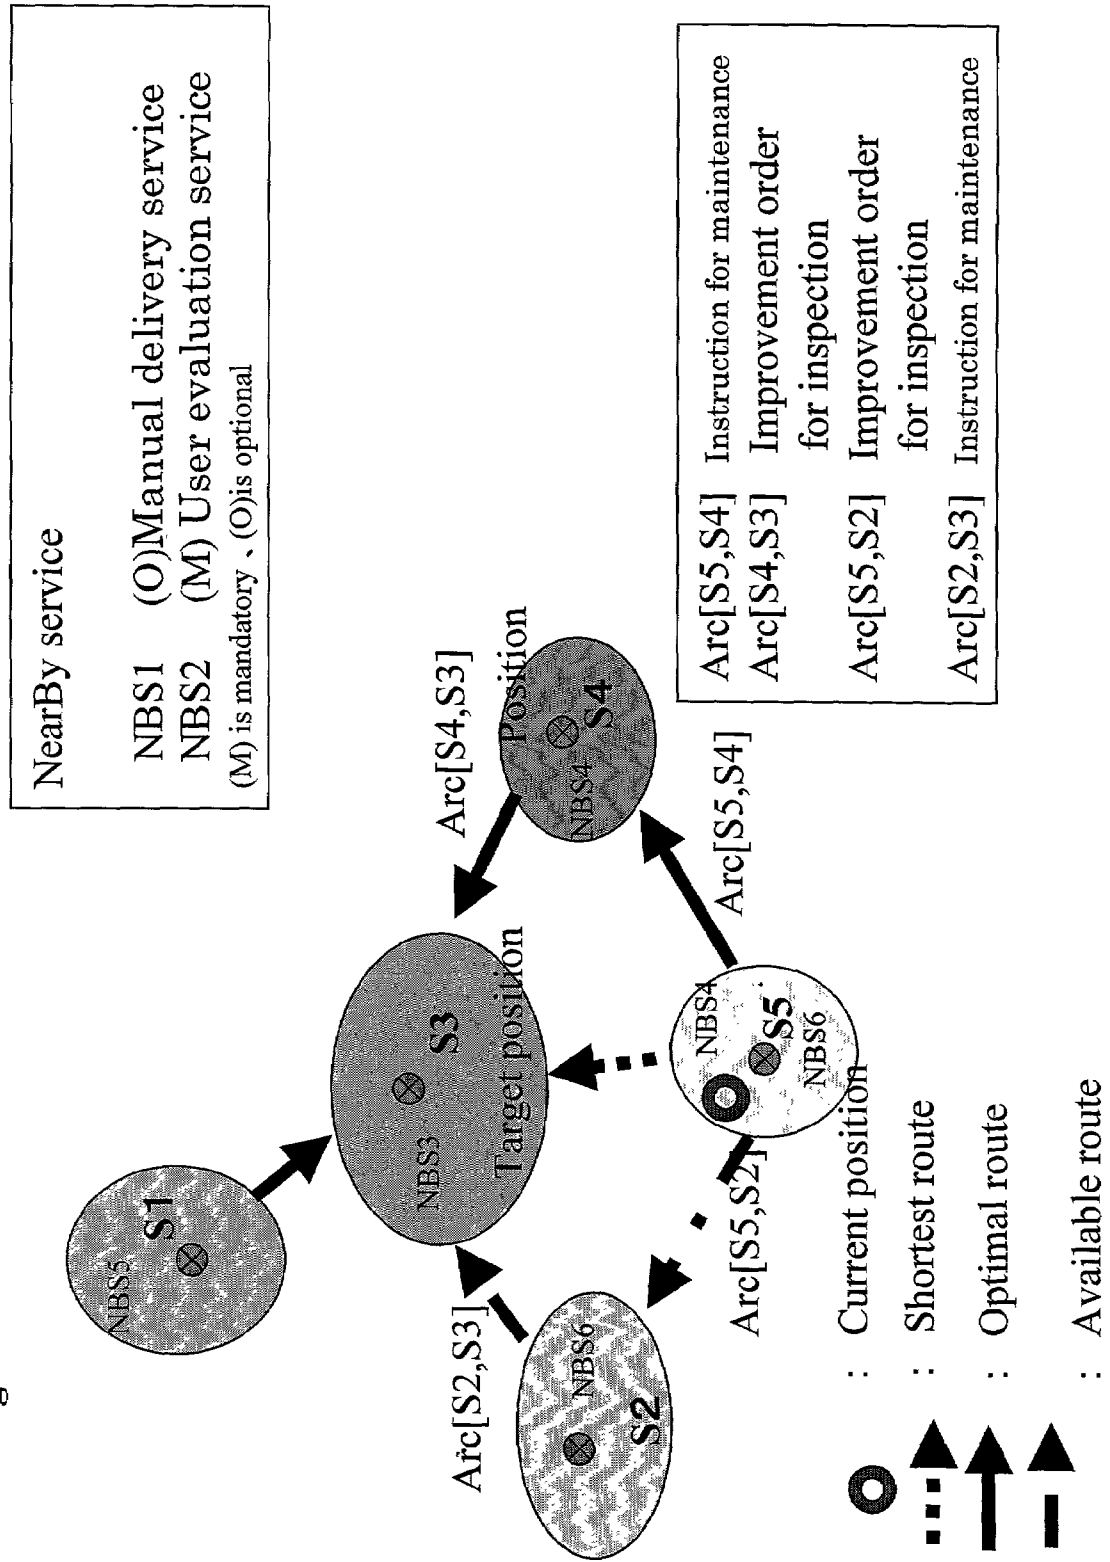 NearBy service
NBS1 (O)Manual delivery service
NBS2 (M) User evaluation service
(M) is mandatory 、(O)is optional
NBS5
S1
NBS3
S3
Target position
Arc[S4,S3]
Position
NBS4
S4
Arc[S2,S3]
NBS6
S2
Arc[S5,S2]
NBS4
S5
NBS6
Arc[S5,S4]
Arc[S5,S4] Instruction for maintenance
Arc[S4,S3] Improvement order
for inspection
Arc[S5,S2] Improvement order
for inspection
Arc[S2,S3] Instruction for maintenance
: Current position
: Shortest route
: Optimal route
: Available route